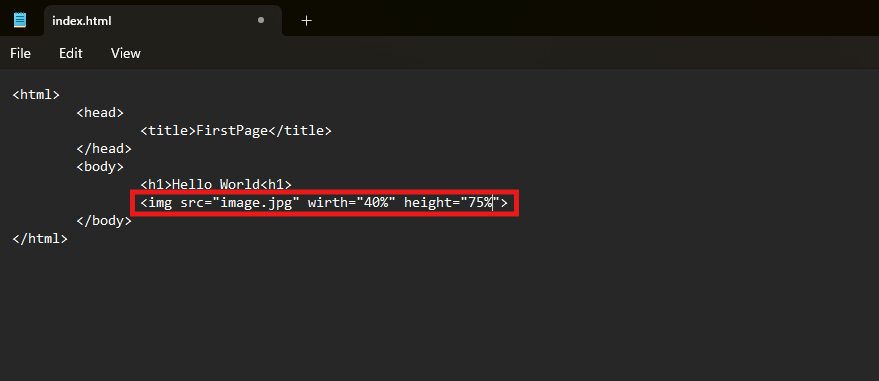 index.html
File Edit View
<html>
<head>
<title>FirstPage</title>
</head>
<body>
<h1>Hello World<h1>
<img src="image.jpg" wirth="40%" height="75%">
</body>
</html>